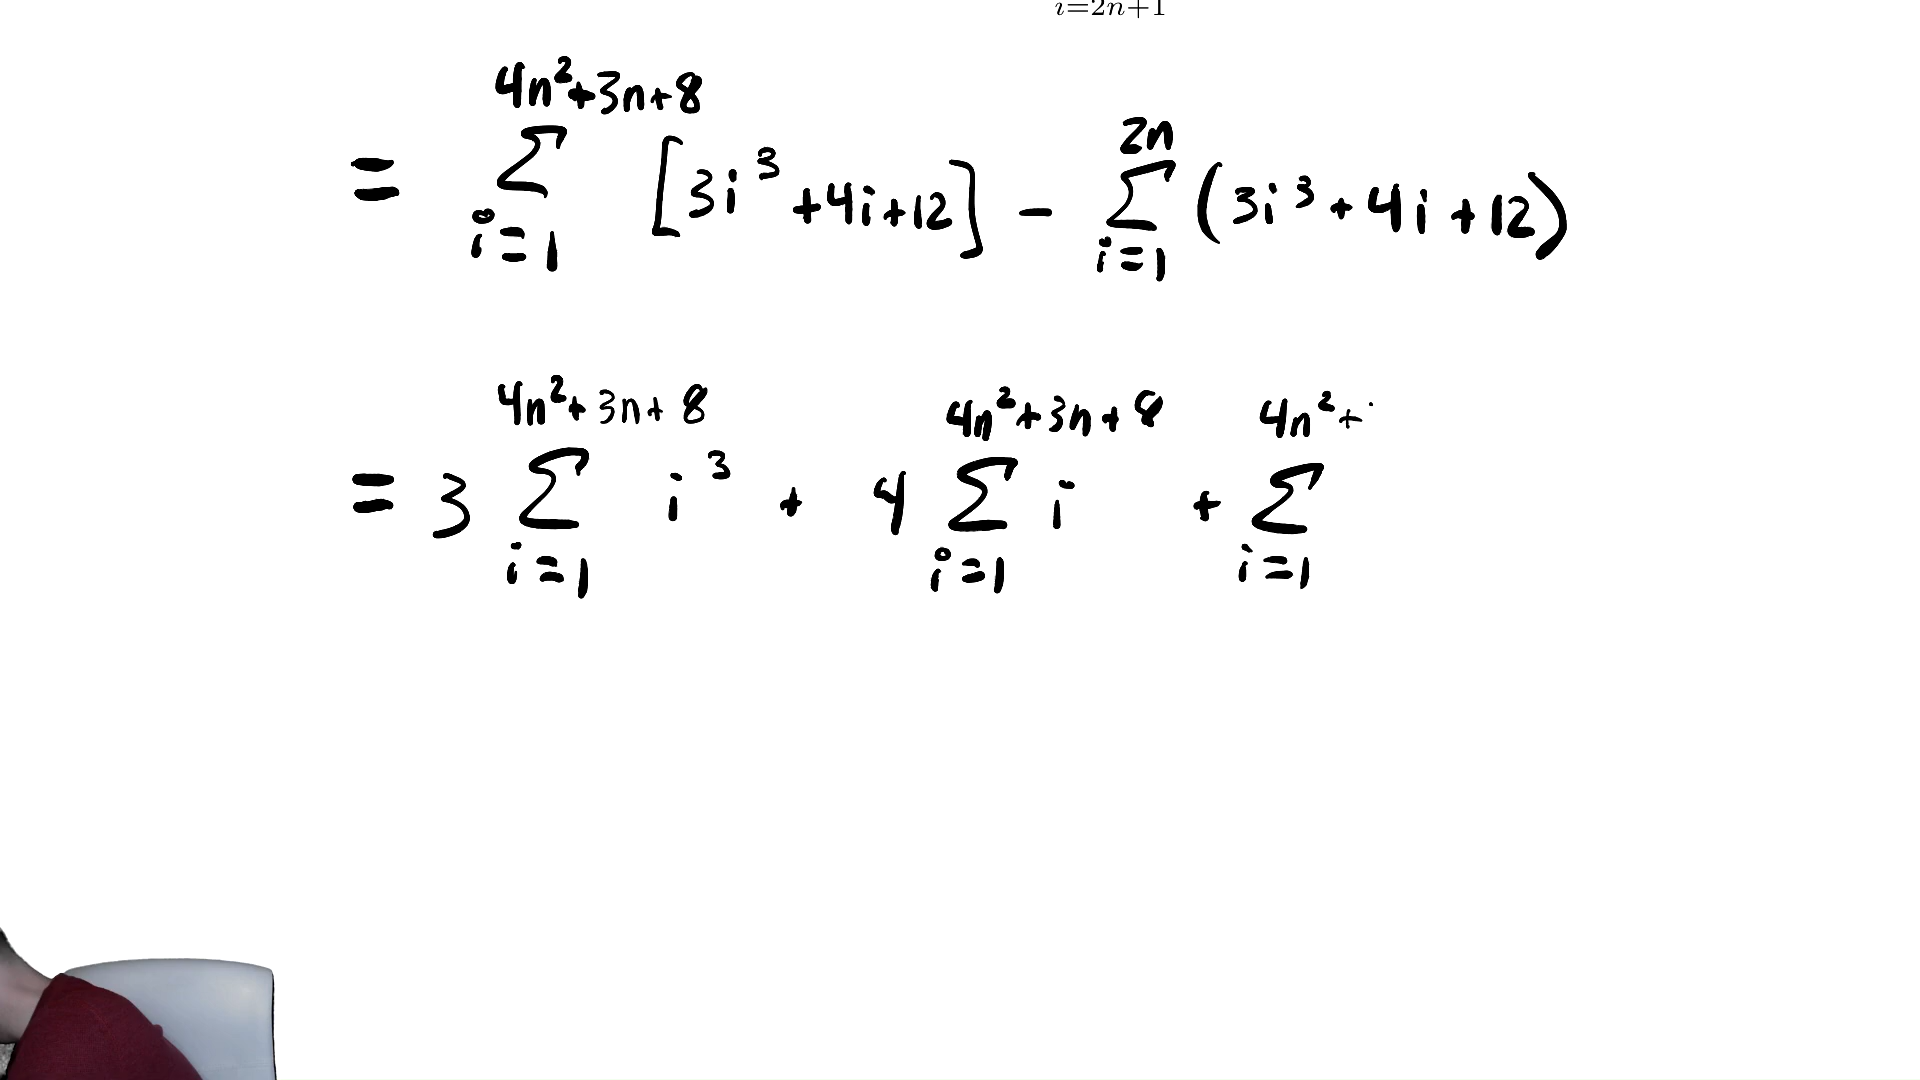 i=2n+1
4n²+3n+8
2n
= Σ [3i³+4i+12] - Σ (3i³+4i+12)
i=1 i=1
4n²+3n+8 4n²+3n+8 4n²+
= 3 Σ i³ + 4 Σ i + Σ
i=1 i=1 i=1